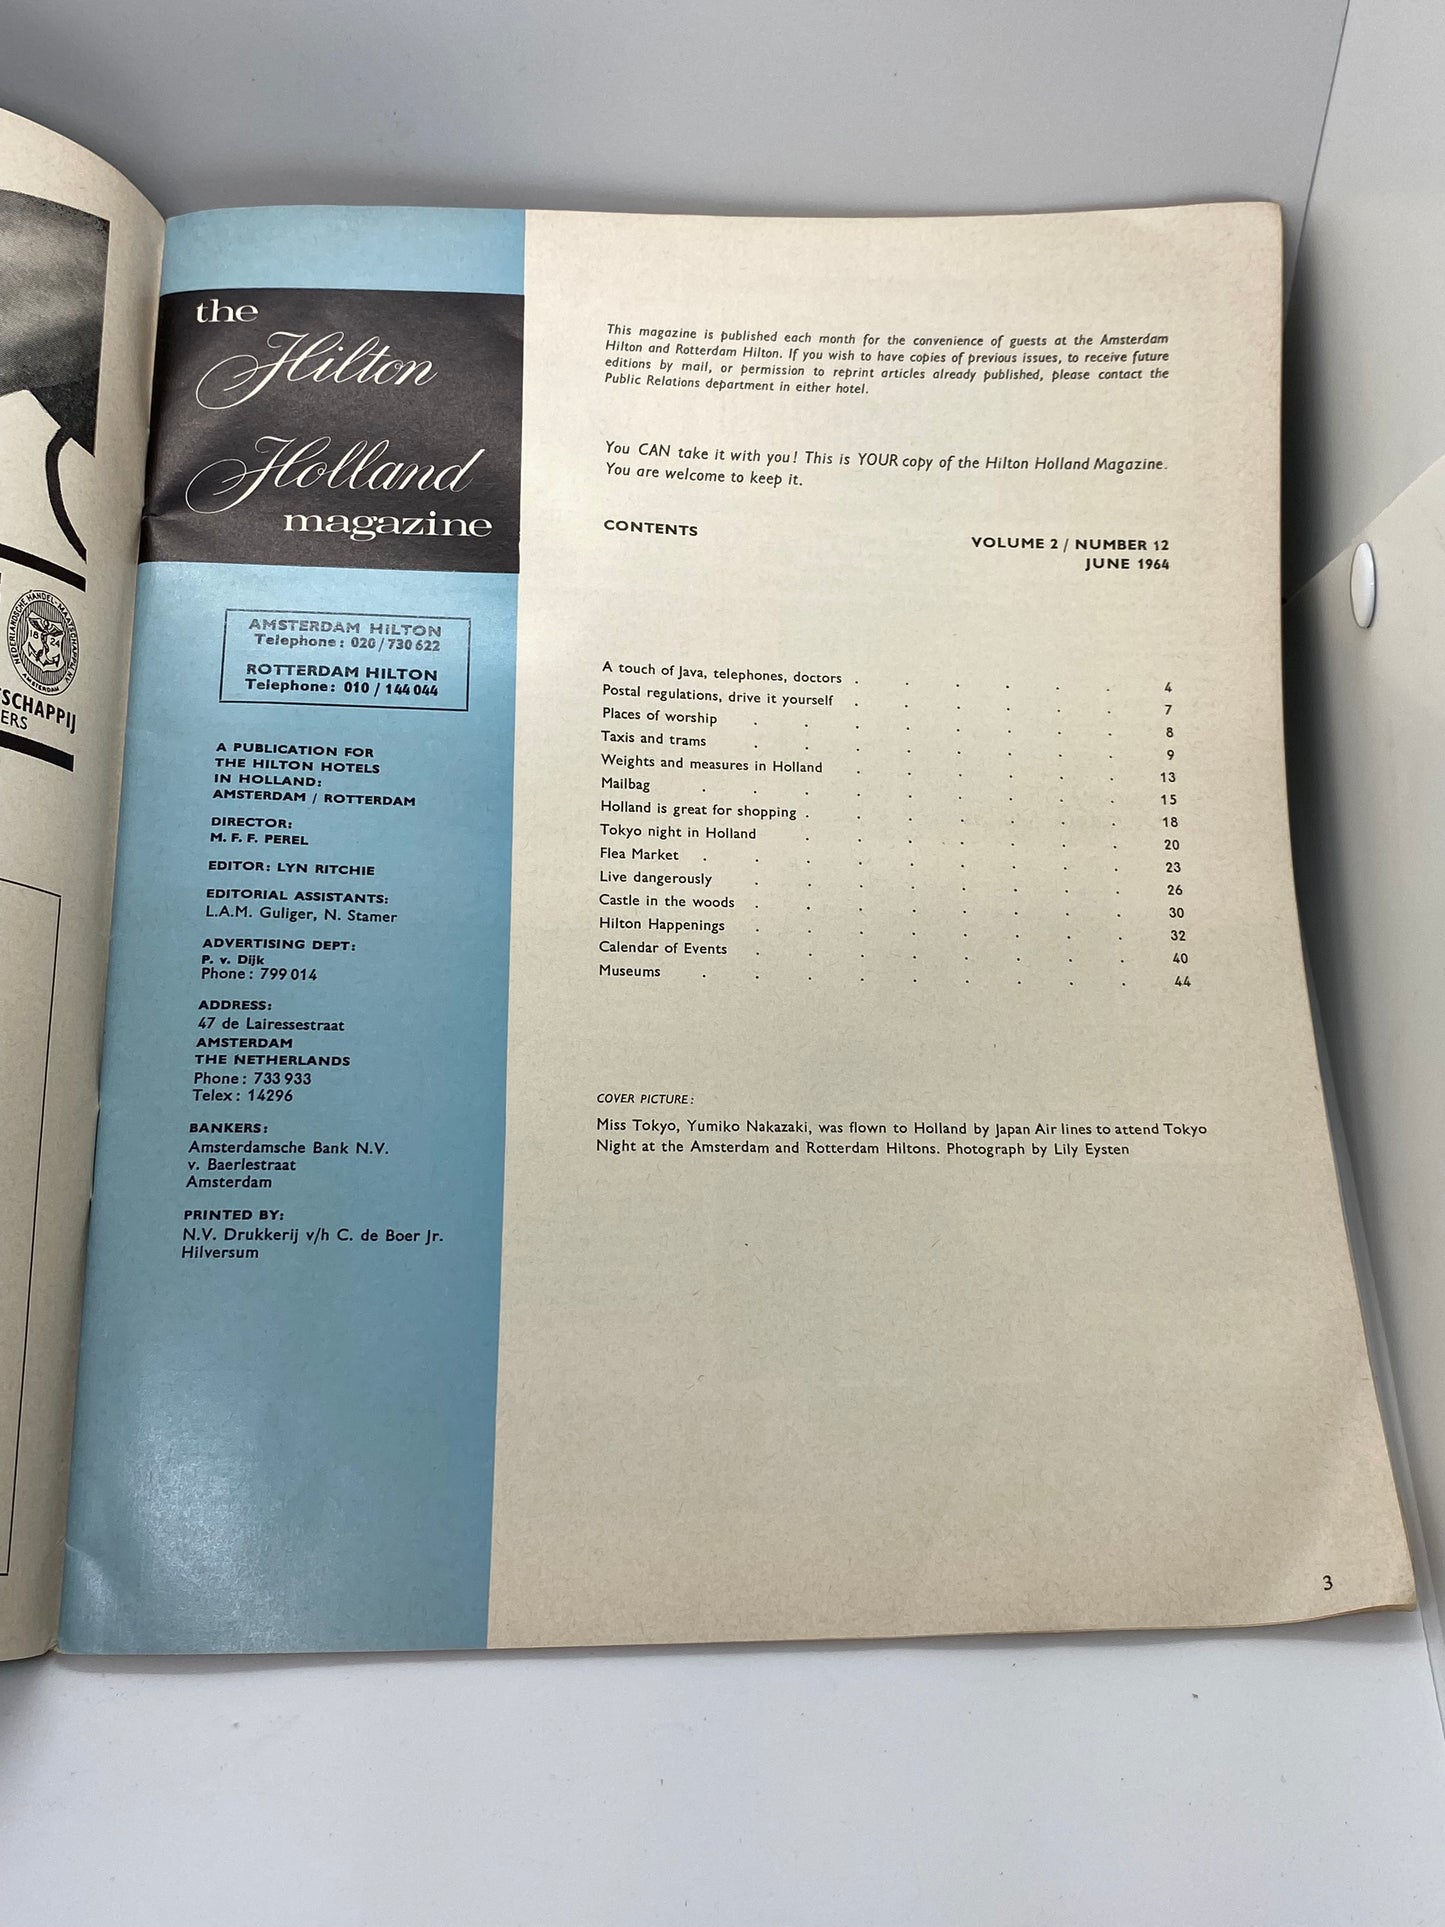 NEDERLANDSCHE HANDEL-MAATSCHAPPIJ, N.V.
18 24
AMSTERDAM
TSCHAPPIJ
ERS
the
Hilton
Holland
magazine
AMSTERDAM HILTON
Telephone: 020/730622
ROTTERDAM HILTON
Telephone: 010 / 144044
A PUBLICATION FOR
THE HILTON HOTELS
IN HOLLAND:
AMSTERDAM / ROTTERDAM
DIRECTOR:
M. F. F. PEREL
EDITOR: LYN RITCHIE
EDITORIAL ASSISTANTS:
L.A.M. Guliger, N. Stamer
ADVERTISING DEPT:
P. v. Dijk
Phone: 799014
ADDRESS:
47 de Lairessestraat
AMSTERDAM
THE NETHERLANDS
Phone: 733933
Telex: 14296
BANKERS:
Amsterdamsche Bank N.V.
v. Baerlestraat
Amsterdam
PRINTED BY:
N.V. Drukkerij v/h C. de Boer Jr.
Hilversum
This magazine is published each month for the convenience of guests at the Amsterdam
Hilton and Rotterdam Hilton. If you wish to have copies of previous issues, to receive future
editions by mail, or permission to reprint articles already published, please contact the
Public Relations department in either hotel.
You CAN take it with you! This is YOUR copy of the Hilton Holland Magazine.
You are welcome to keep it.
CONTENTS
VOLUME 2 / NUMBER 12
JUNE 1964
A touch of Java, telephones, doctors . . . . . . 4
Postal regulations, drive it yourself . . . . . . 7
Places of worship . . . . . . . . 8
Taxis and trams . . . . . . . . 9
Weights and measures in Holland . . . . . . 13
Mailbag . . . . . . . . . 15
Holland is great for shopping . . . . . . . 18
Tokyo night in Holland . . . . . . . 20
Flea Market . . . . . . . . . 23
Live dangerously . . . . . . . . 26
Castle in the woods . . . . . . . . 30
Hilton Happenings . . . . . . . . 32
Calendar of Events . . . . . . . . 40
Museums . . . . . . . . . 44
COVER PICTURE:
Miss Tokyo, Yumiko Nakazaki, was flown to Holland by Japan Air lines to attend Tokyo
Night at the Amsterdam and Rotterdam Hiltons. Photograph by Lily Eysten
3